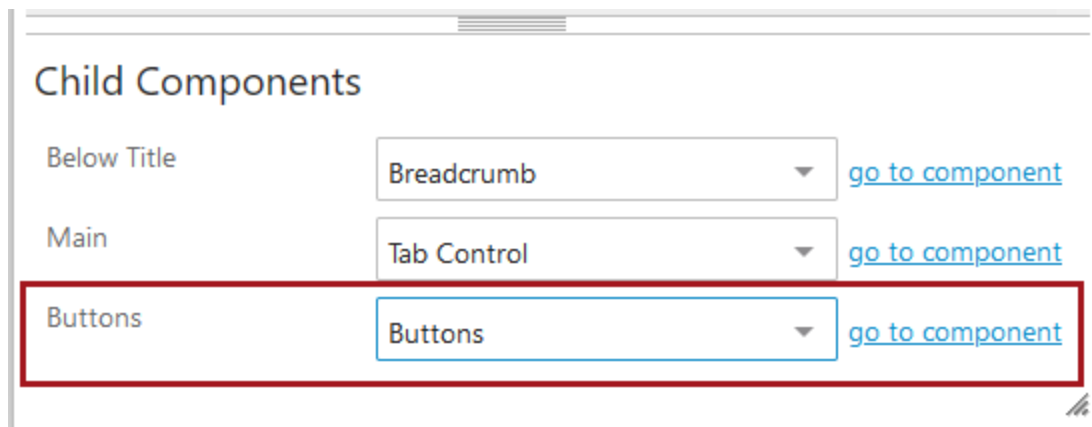 Child Components
Below Title Breadcrumb go to component
Main Tab Control go to component
Buttons Buttons go to component